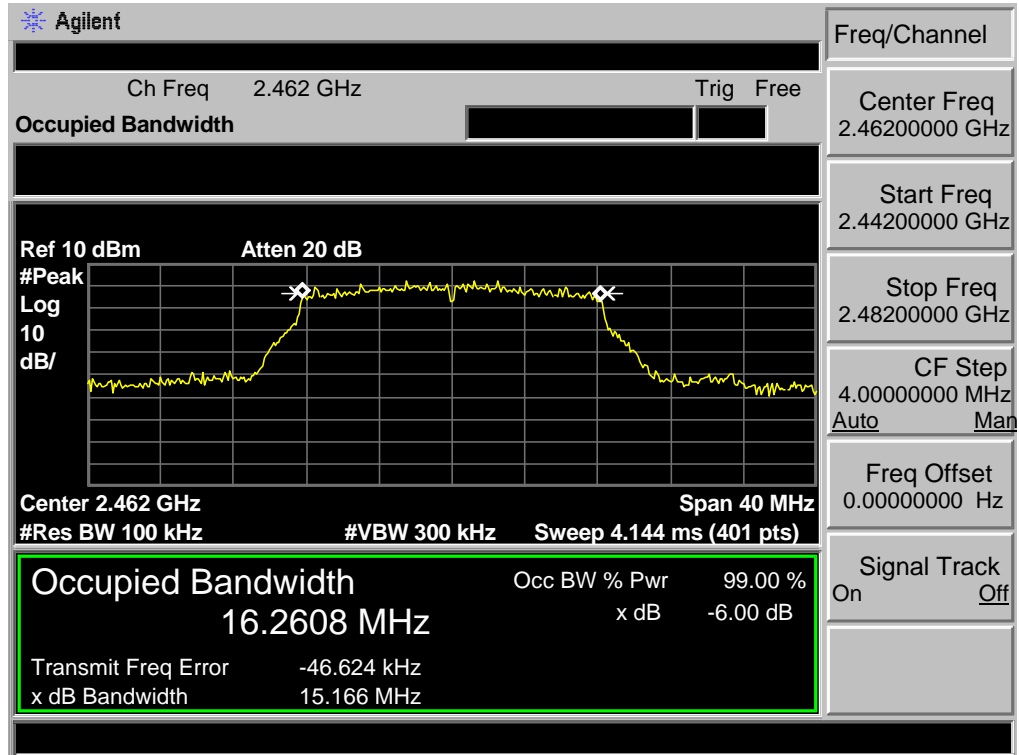 Agilent
Freq/Channel
Ch Freq 2.462 GHz Trig Free
Occupied Bandwidth
Center Freq
2.46200000 GHz
Start Freq
2.44200000 GHz
Stop Freq
2.48200000 GHz
CF Step
4.00000000 MHz
Auto Man
Freq Offset
0.00000000 Hz
Signal Track
On Off
Ref 10 dBm Atten 20 dB
#Peak
Log
10
dB/
Center 2.462 GHz Span 40 MHz
#Res BW 100 kHz #VBW 300 kHz Sweep 4.144 ms (401 pts)
Occupied Bandwidth Occ BW % Pwr 99.00 %
16.2608 MHz x dB -6.00 dB
Transmit Freq Error -46.624 kHz
x dB Bandwidth 15.166 MHz